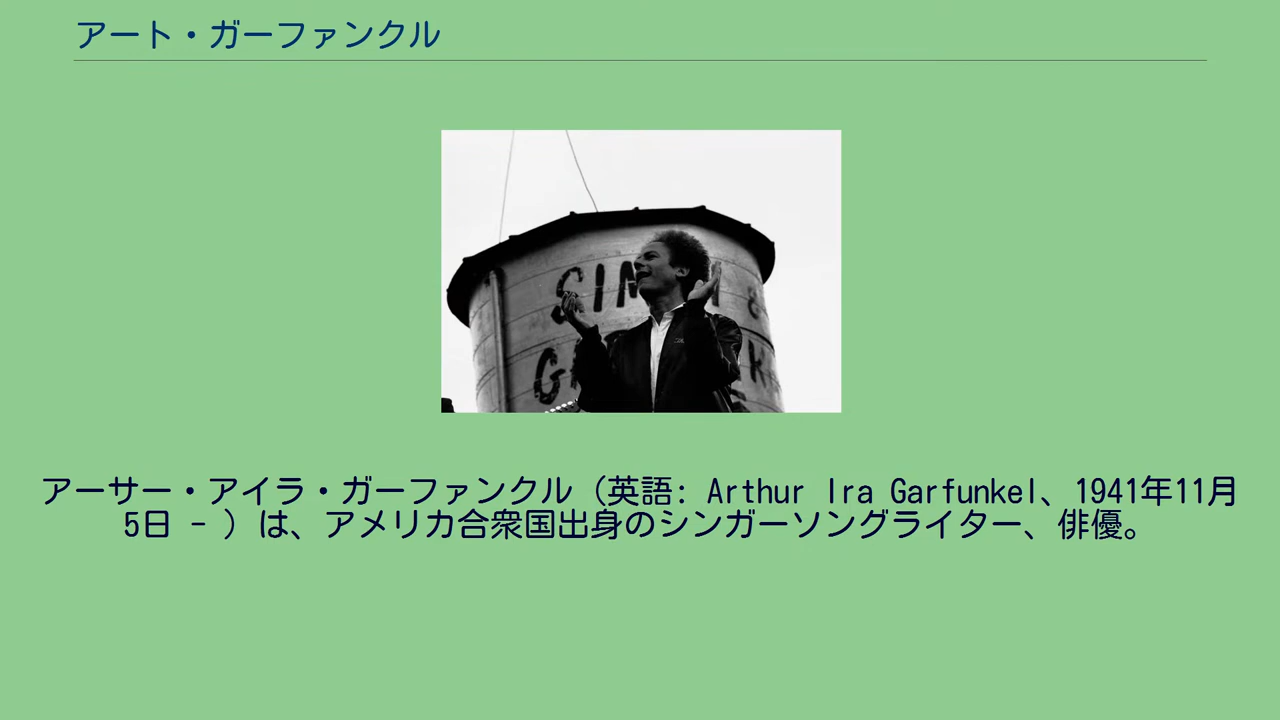 アート・ガーファンクル
アーサー・アイラ・ガーファンクル（英語: Arthur Ira Garfunkel、1941年11月
5日 - ）は、アメリカ合衆国出身のシンガーソングライター、俳優。